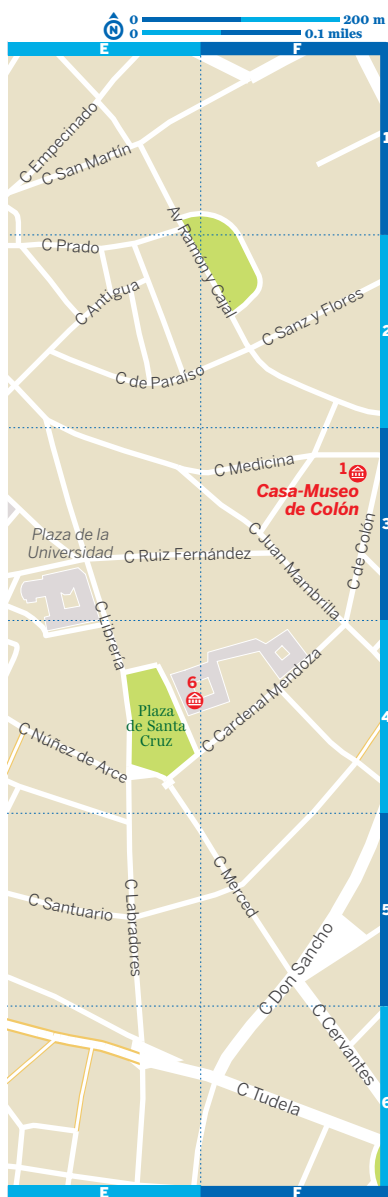 N
0
200 m
0
0.1 miles
E
F
1
C Empecinado
C San Martín
Av Ramón y Cajal
C Prado
C Antigua
2
C Sanz y Flores
C de Paraíso
C Medicina
1
Casa-Museo
de Colón
3
Plaza de la
Universidad
C Ruiz Fernández
C Juan Mambrilla
C de Colón
C Librería
6
Plaza
de Santa
Cruz
C Cardenal Mendoza
4
C Núñez de Arce
C Merced
C Santuario
C Labradores
5
C Don Sancho
C Cervantes
C Tudela
6
E
F